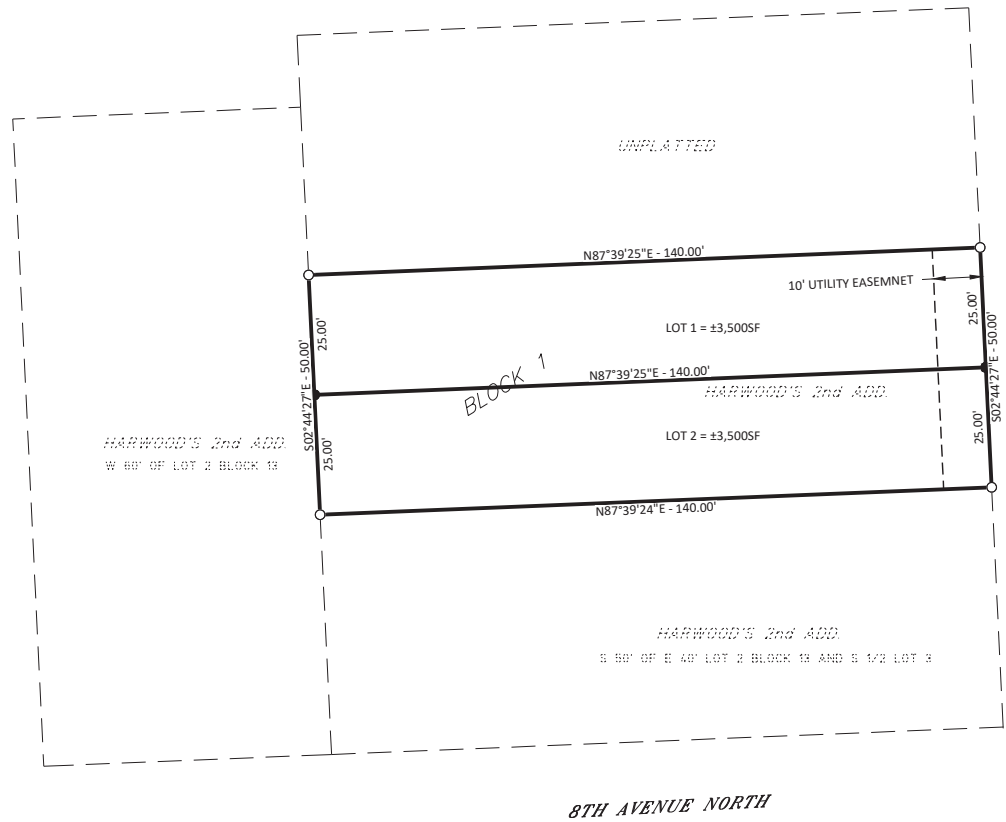 UNPLATTED
N87°39'25"E - 140.00'
10' UTILITY EASEMNET
25.00'
25.00'
LOT 1 = ±3,500SF
S02°44'27"E - 50.00'
S02°44'27"E - 50.00'
BLOCK 1
N87°39'25"E - 140.00'
HARWOOD'S 2nd ADD.
HARWOOD'S 2nd ADD.
W 60' OF LOT 2 BLOCK 13
25.00'
25.00'
LOT 2 = ±3,500SF
N87°39'24"E - 140.00'
HARWOOD'S 2nd ADD.
S 50' OF E 40' LOT 2 BLOCK 13 AND S 1/2 LOT 3
8TH AVENUE NORTH